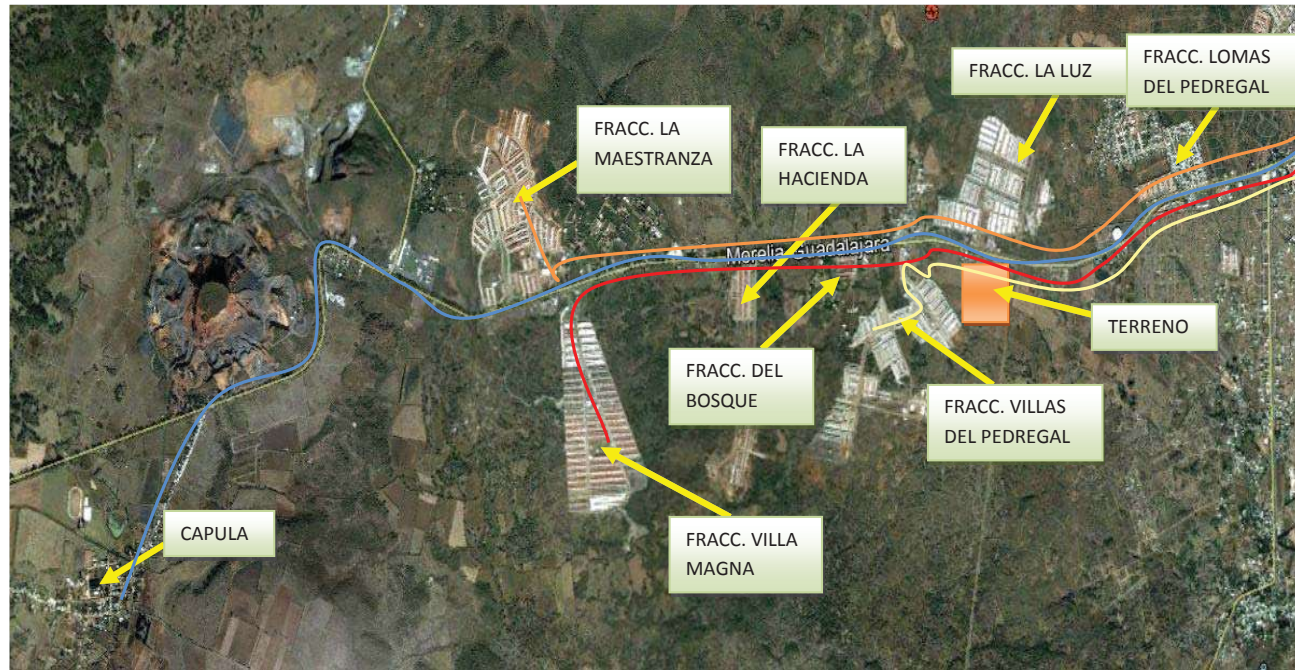 FRACC. LOMAS
DEL PEDREGAL
FRACC. LA LUZ
FRACC. LA
MAESTRANZA
FRACC. LA
HACIENDA
Morelia Guadalajara
TERRENO
FRACC. DEL
BOSQUE
FRACC. VILLAS
DEL PEDREGAL
CAPULA
FRACC. VILLA
MAGNA